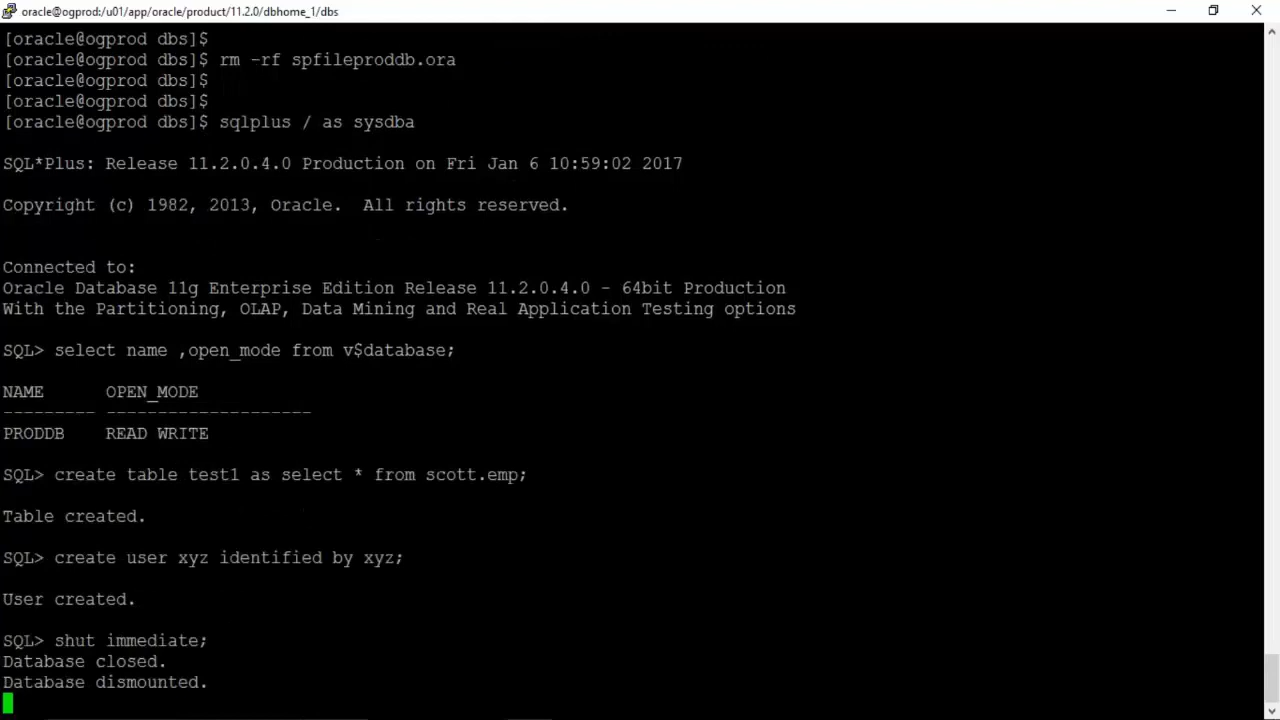 oracle@ogprod:/u01/app/oracle/product/11.2.0/dbhome_1/dbs
[oracle@ogprod dbs]$
[oracle@ogprod dbs]$ rm -rf spfileproddb.ora
[oracle@ogprod dbs]$
[oracle@ogprod dbs]$
[oracle@ogprod dbs]$ sqlplus / as sysdba
SQL*Plus: Release 11.2.0.4.0 Production on Fri Jan 6 10:59:02 2017
Copyright (c) 1982, 2013, Oracle.  All rights reserved.
Connected to:
Oracle Database 11g Enterprise Edition Release 11.2.0.4.0 - 64bit Production
With the Partitioning, OLAP, Data Mining and Real Application Testing options
SQL> select name ,open_mode from v$database;
NAME      OPEN_MODE
--------- --------------------
PRODDB    READ WRITE
SQL> create table test1 as select * from scott.emp;
Table created.
SQL> create user xyz identified by xyz;
User created.
SQL> shut immediate;
Database closed.
Database dismounted.